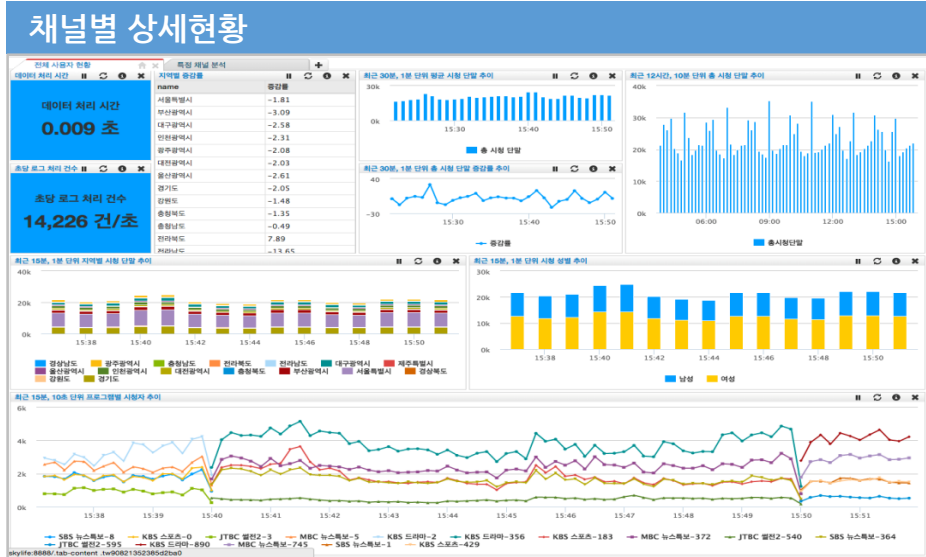 채널별 상세현황
전체 사용자 현황
특정 채널 분석
데이터 처리 시간
데이터 처리 시간
0.009 초
초당 로그 처리 건수
초당 로그 처리 건수
14,226 건/초
지역별 증감률
name 증감률
서울특별시 -1.81
부산광역시 -3.09
대구광역시 -2.58
인천광역시 -2.31
광주광역시 -2.08
대전광역시 -2.03
울산광역시 -2.61
경기도 -2.05
강원도 -1.48
충청북도 -1.35
충청남도 -0.49
전라북도 7.89
전라남도 -13.65
최근 30분, 1분 단위 평균 시청 단말 추이
30k
0k
15:30 15:40 15:50
총 시청 단말
최근 30분, 1분 단위 총 시청 단말 증감률 추이
40
-30
15:30 15:40 15:50
증감률
최근 12시간, 10분 단위 총 시청 단말 추이
40k
30k
20k
10k
0k
06:00 09:00 12:00 15:00
총시청단말
최근 15분, 1분 단위 지역별 시청 단말 추이
40k
20k
0k
15:38 15:40 15:42 15:44 15:46 15:48 15:50
경상남도 광주광역시 충청남도 전라북도 전라남도 대구광역시 제주특별시
울산광역시 인천광역시 대전광역시 충청북도 부산광역시 서울특별시 경상북도
강원도 경기도
최근 15분, 1분 단위 시청 성별 추이
30k
20k
10k
0k
15:38 15:40 15:42 15:44 15:46 15:48 15:50
남성 여성
최근 15분, 10초 단위 프로그램별 시청자 추이
6k
4k
2k
0k
15:38 15:39 15:40 15:41 15:42 15:43 15:44 15:45 15:46 15:47 15:48 15:49 15:50 15:51
SBS 뉴스특보-8 KBS 스포츠-0 JTBC 썰전2-3 MBC 뉴스특보-5 KBS 드라마-2 KBS 드라마-356 KBS 스포츠-183 MBC 뉴스특보-372 JTBC 썰전2-540 SBS 뉴스특보-364
JTBC 썰전2-595 KBS 드라마-890 MBC 뉴스특보-745 SBS 뉴스특보-1 KBS 스포츠-429
skylife:8888/.tab-content .tw90821352385d2ba0